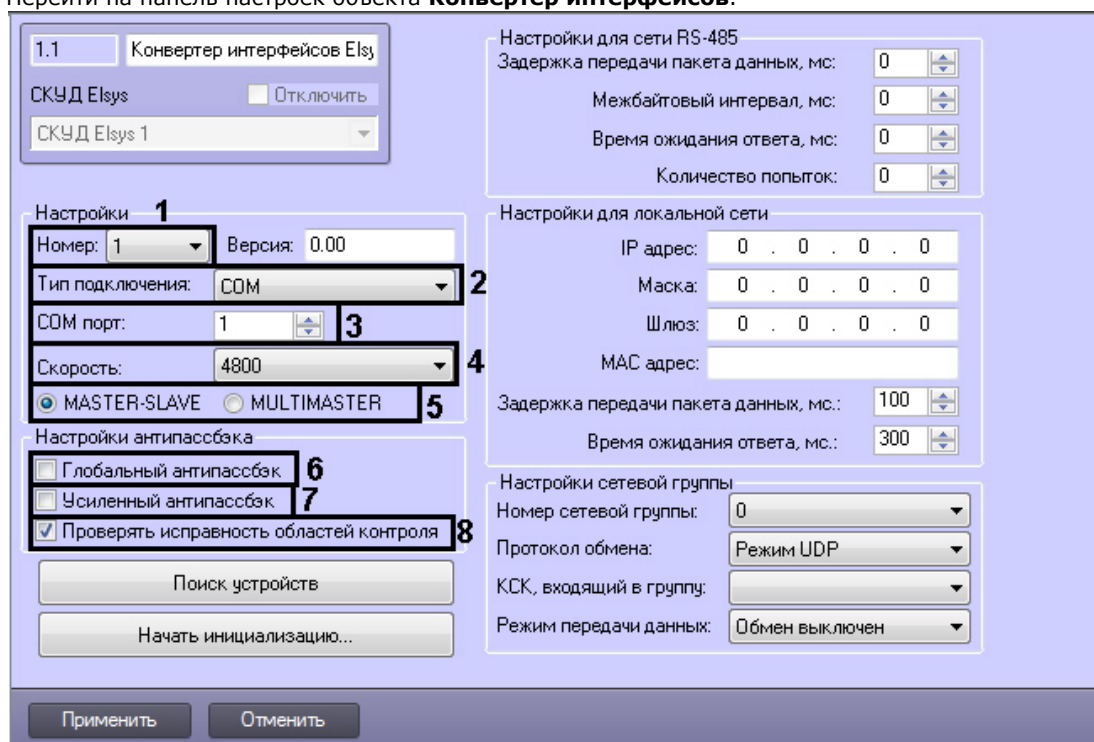 Перейти на панель настроек объекта Конвертер интерфейсов.
1.1 Конвертер интерфейсов Els
СКУД Elsys Отключить
СКУД Elsys 1
Настройки 1
Номер: 1 Версия: 0.00
Тип подключения: COM 2
COM порт: 1 3
Скорость: 4800 4
MASTER-SLAVE MULTIMASTER 5
Настройки антипассбэка
Глобальный антипассбэк 6
Усиленный антипассбэк 7
Проверять исправность областей контроля 8
Поиск устройств
Начать инициализацию...
Настройки для сети RS-485
Задержка передачи пакета данных, мс: 0
Межбайтовый интервал, мс: 0
Время ожидания ответа, мс: 0
Количество попыток: 0
Настройки для локальной сети
IP адрес: 0 . 0 . 0 . 0
Маска: 0 . 0 . 0 . 0
Шлюз: 0 . 0 . 0 . 0
MAC адрес:
Задержка передачи пакета данных, мс.: 100
Время ожидания ответа, мс.: 300
Настройки сетевой группы
Номер сетевой группы: 0
Протокол обмена: Режим UDP
КСК, входящий в группу:
Режим передачи данных: Обмен выключен
Применить Отменить